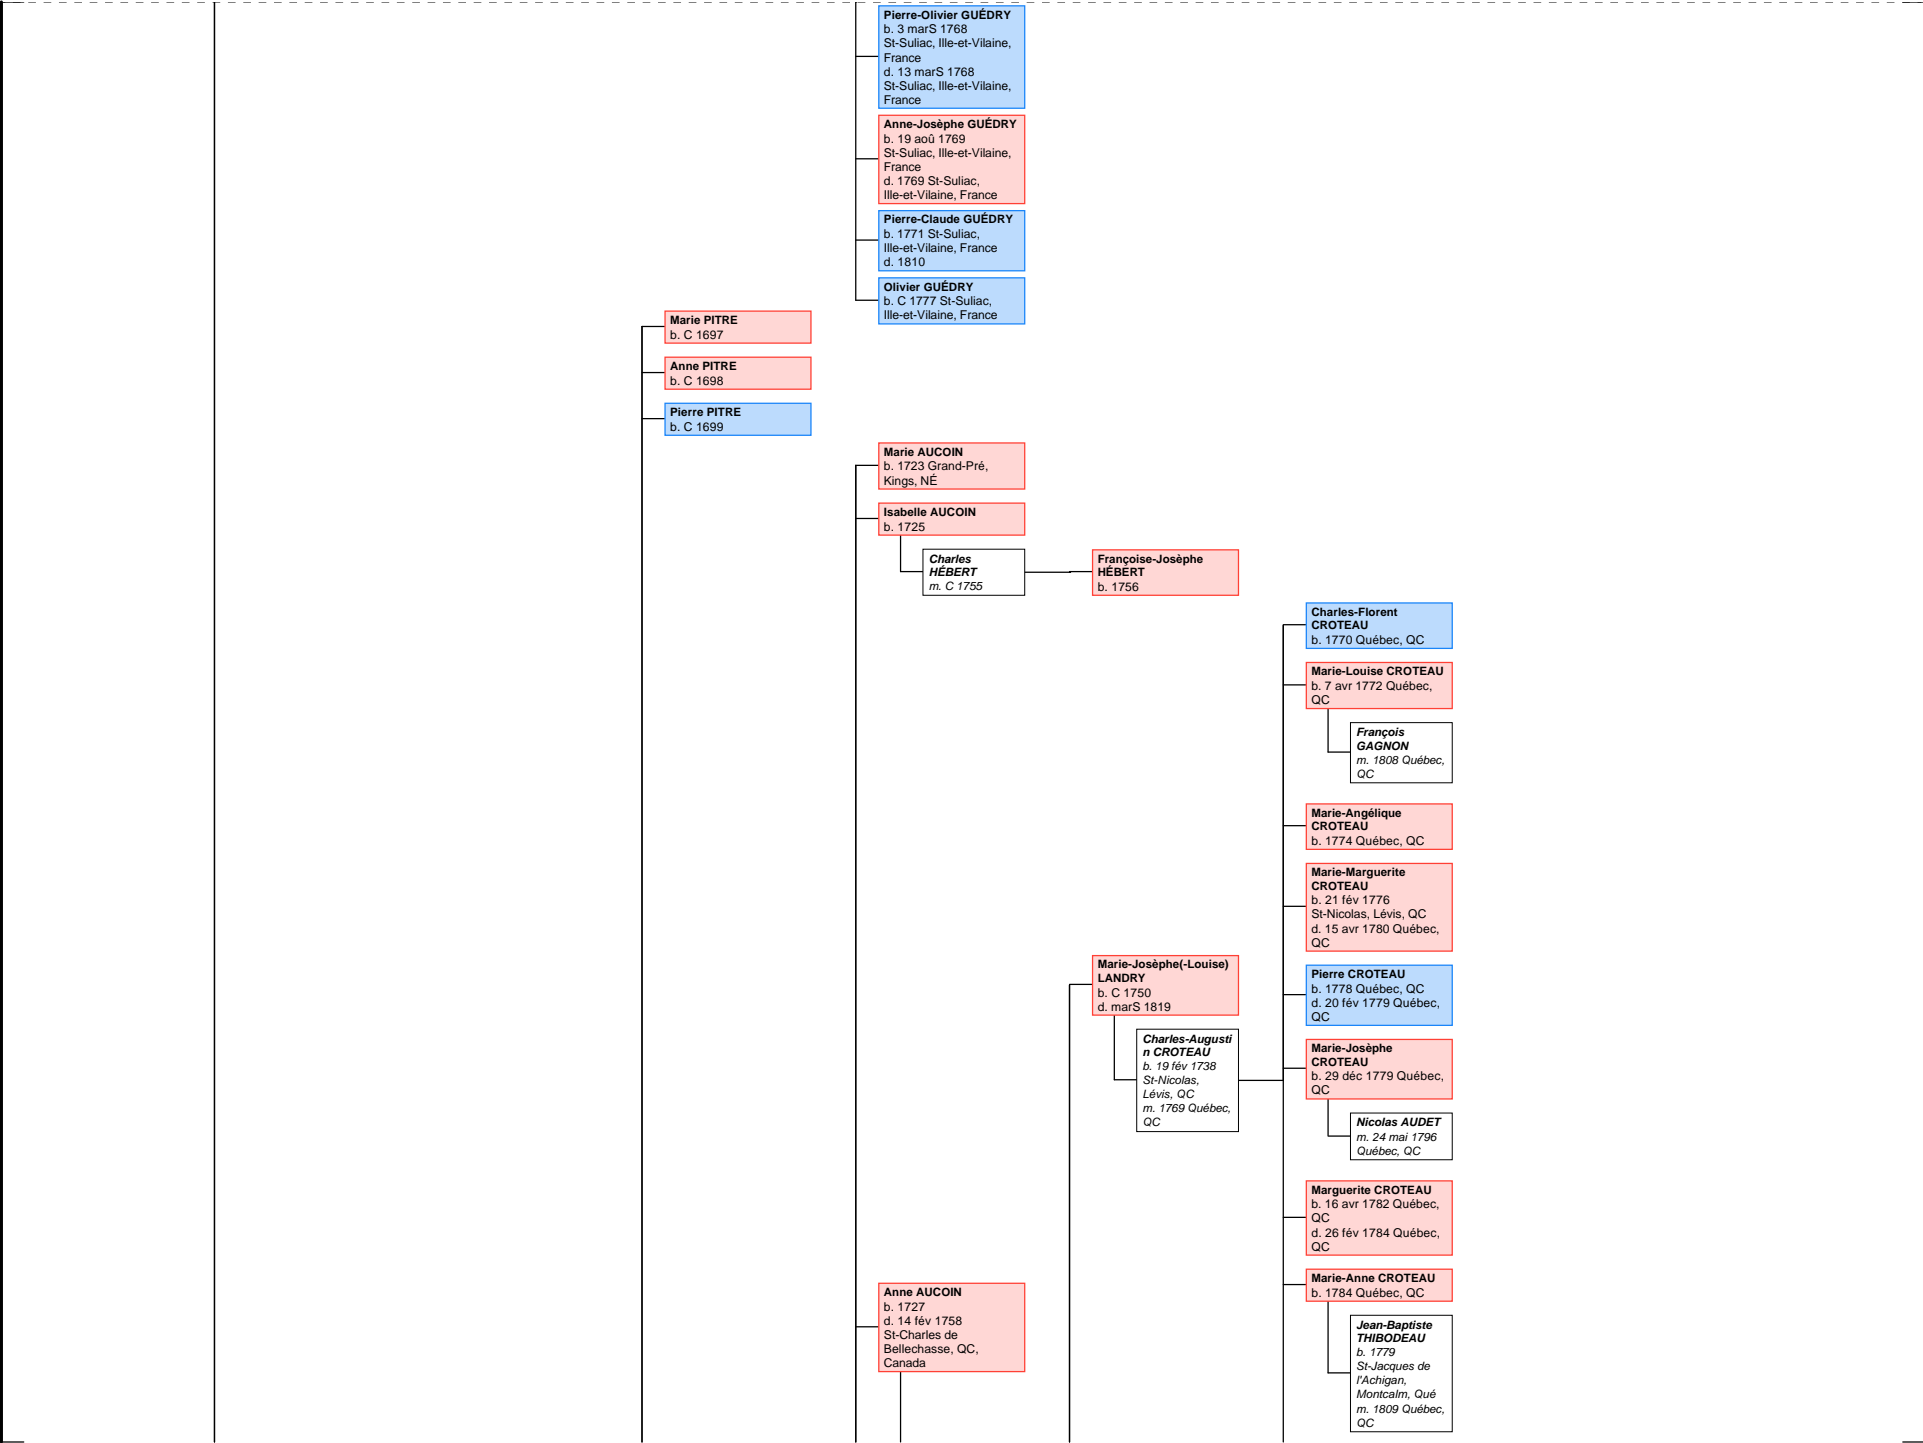 Pierre-Olivier GUÉDRY
b. 3 marS 1768
St-Suliac, Ille-et-Vilaine,
France
d. 13 marS 1768
St-Suliac, Ille-et-Vilaine,
France
Anne-Josèphe GUÉDRY
b. 19 aoû 1769
St-Suliac, Ille-et-Vilaine,
France
d. 1769 St-Suliac,
Ille-et-Vilaine, France
Pierre-Claude GUÉDRY
b. 1771 St-Suliac,
Ille-et-Vilaine, France
d. 1810
Olivier GUÉDRY
b. C 1777 St-Suliac,
Ille-et-Vilaine, France
Marie PITRE
b. C 1697
Anne PITRE
b. C 1698
Pierre PITRE
b. C 1699
Marie AUCOIN
b. 1723 Grand-Pré,
Kings, NÉ
Isabelle AUCOIN
b. 1725
Charles
HÉBERT
m. C 1755
Françoise-Josèphe
HÉBERT
b. 1756
Charles-Florent
CROTEAU
b. 1770 Québec, QC
Marie-Louise CROTEAU
b. 7 avr 1772 Québec,
QC
François
GAGNON
m. 1808 Québec,
QC
Marie-Angélique
CROTEAU
b. 1774 Québec, QC
Marie-Marguerite
CROTEAU
b. 21 fév 1776
St-Nicolas, Lévis, QC
d. 15 avr 1780 Québec,
QC
Marie-Josèphe(-Louise)
LANDRY
b. C 1750
d. marS 1819
Charles-Augusti
n CROTEAU
b. 19 fév 1738
St-Nicolas,
Lévis, QC
m. 1769 Québec,
QC
Pierre CROTEAU
b. 1778 Québec, QC
d. 20 fév 1779 Québec,
QC
Marie-Josèphe
CROTEAU
b. 29 déc 1779 Québec,
QC
Nicolas AUDET
m. 24 mai 1796
Québec, QC
Marguerite CROTEAU
b. 16 avr 1782 Québec,
QC
d. 26 fév 1784 Québec,
QC
Anne AUCOIN
b. 1727
d. 14 fév 1758
St-Charles de
Bellechasse, QC,
Canada
Marie-Anne CROTEAU
b. 1784 Québec, QC
Jean-Baptiste
THIBODEAU
b. 1779
St-Jacques de
l'Achigan,
Montcalm, Qué
m. 1809 Québec,
QC